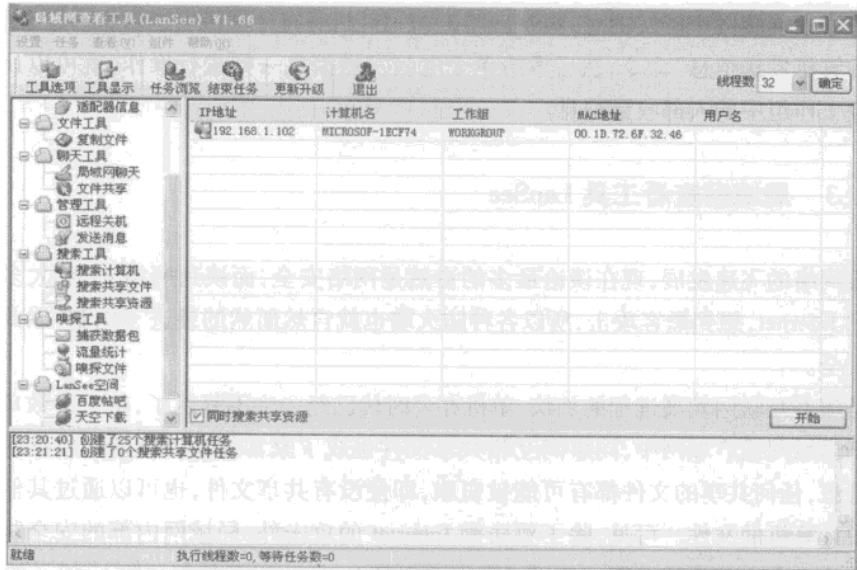 局域网查看工具(LanSee) V1.66
设置 任务 查看(V) 组件 帮助(H)
工具选项 工具显示 任务浏览 结束任务 更新升级 退出
线程数 32 确定
适配器信息
文件工具
复制文件
聊天工具
局域网聊天
文件共享
管理工具
远程关机
发送消息
搜索工具
搜索计算机
搜索共享文件
搜索共享资源
嗅探工具
捕获数据包
流量统计
嗅探文件
LanSee空间
百度帖吧
天空下载
IP地址 计算机名 工作组 MAC地址 用户名
192.168.1.102 MICROSOF-1ECF74 WORKGROUP 00.1D.72.6F.32.46
同时搜索共享资源
开始
[23:20:40] 创建了25个搜索计算机任务
[23:21:21] 创建了0个搜索共享文件任务
就绪
执行线程数=0,等待任务数=0